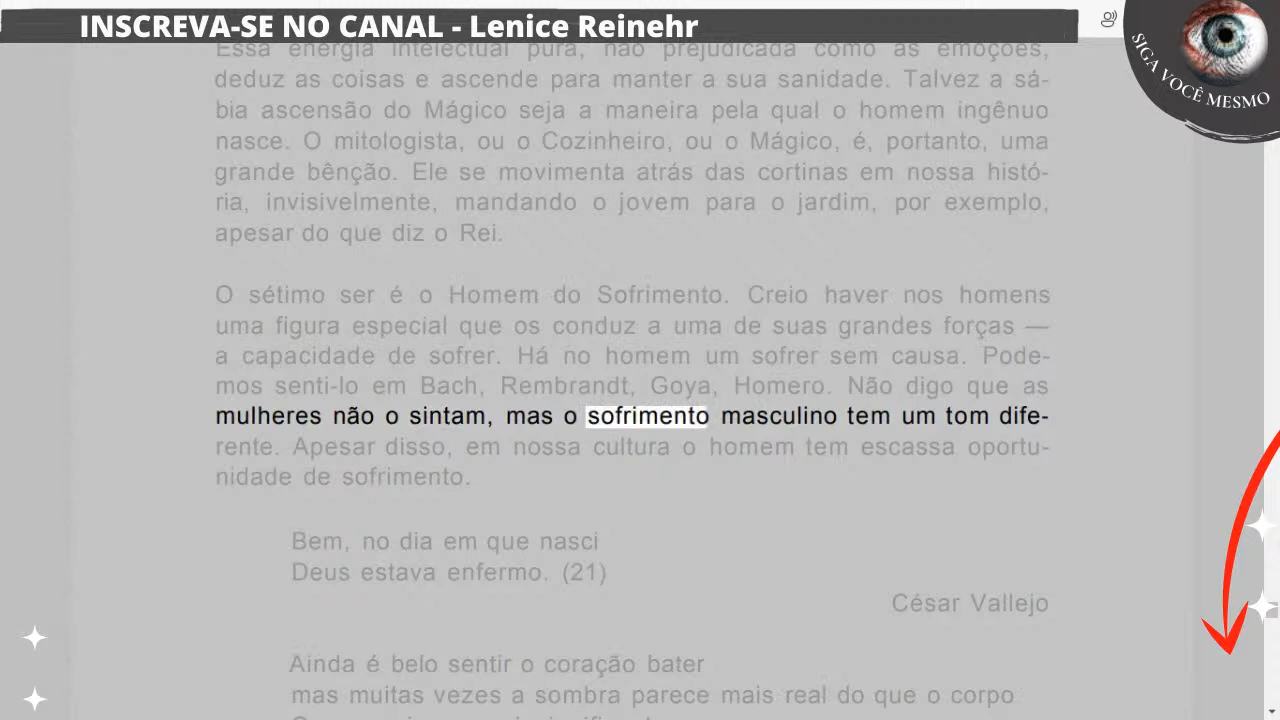 INSCREVA-SE NO CANAL - Lenice Reinehr
SIGA VOCÊ MESMO
Essa energia intelectual pura, não prejudicada como as emoções,
deduz as coisas e ascende para manter a sua sanidade. Talvez a sá-
bia ascensão do Mágico seja a maneira pela qual o homem ingênuo
nasce. O mitologista, ou o Cozinheiro, ou o Mágico, é, portanto, uma
grande bênção. Ele se movimenta atrás das cortinas em nossa histó-
ria, invisivelmente, mandando o jovem para o jardim, por exemplo,
apesar do que diz o Rei.
O sétimo ser é o Homem do Sofrimento. Creio haver nos homens
uma figura especial que os conduz a uma de suas grandes forças —
a capacidade de sofrer. Há no homem um sofrer sem causa. Pode-
mos senti-lo em Bach, Rembrandt, Goya, Homero. Não digo que as
mulheres não o sintam, mas o sofrimento masculino tem um tom dife-
rente. Apesar disso, em nossa cultura o homem tem escassa oportu-
nidade de sofrimento.
Bem, no dia em que nasci
Deus estava enfermo. (21)
César Vallejo
Ainda é belo sentir o coração bater
mas muitas vezes a sombra parece mais real do que o corpo